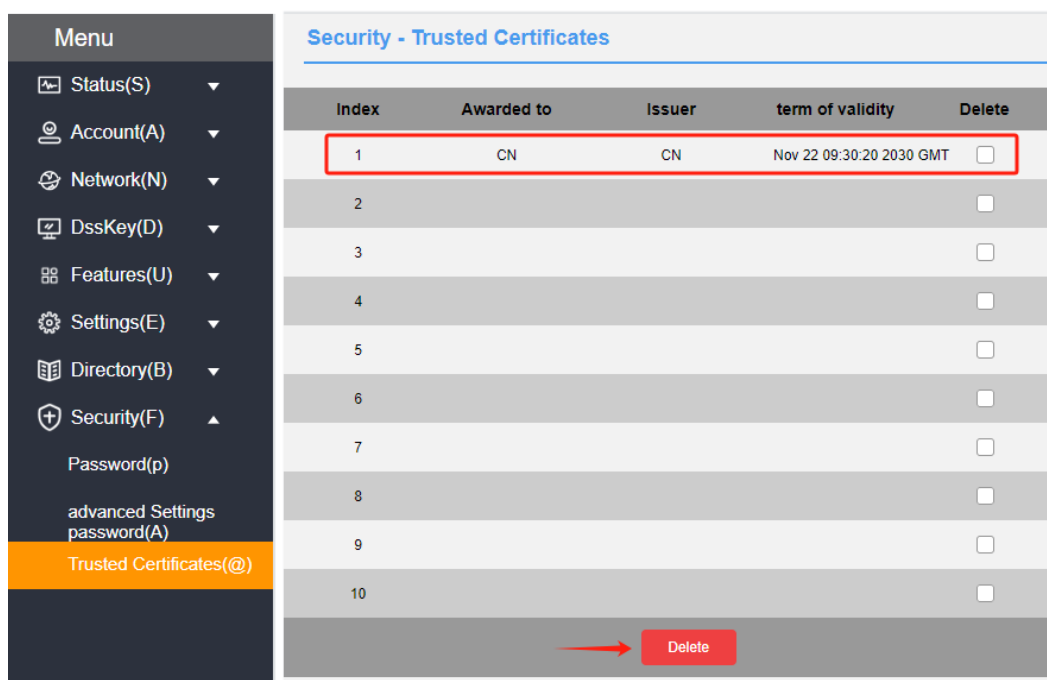 Menu
Status(S)
Account(A)
Network(N)
DssKey(D)
Features(U)
Settings(E)
Directory(B)
Security(F)
Password(p)
advanced Settings
password(A)
Trusted Certificates(@)
Security - Trusted Certificates
Index Awarded to Issuer term of validity Delete
1 CN CN Nov 22 09:30:20 2030 GMT
2
3
4
5
6
7
8
9
10
Delete